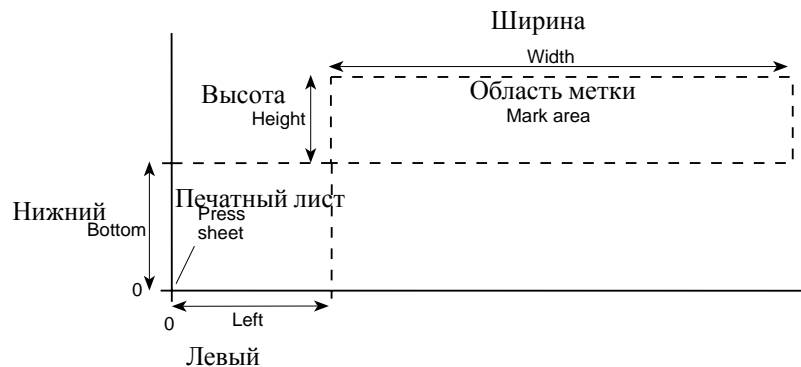 Ширина
Width
Высота
Height
Область метки
Mark area
Печатный лист
Press
sheet
Нижний
Bottom
0
0
Left
Левый